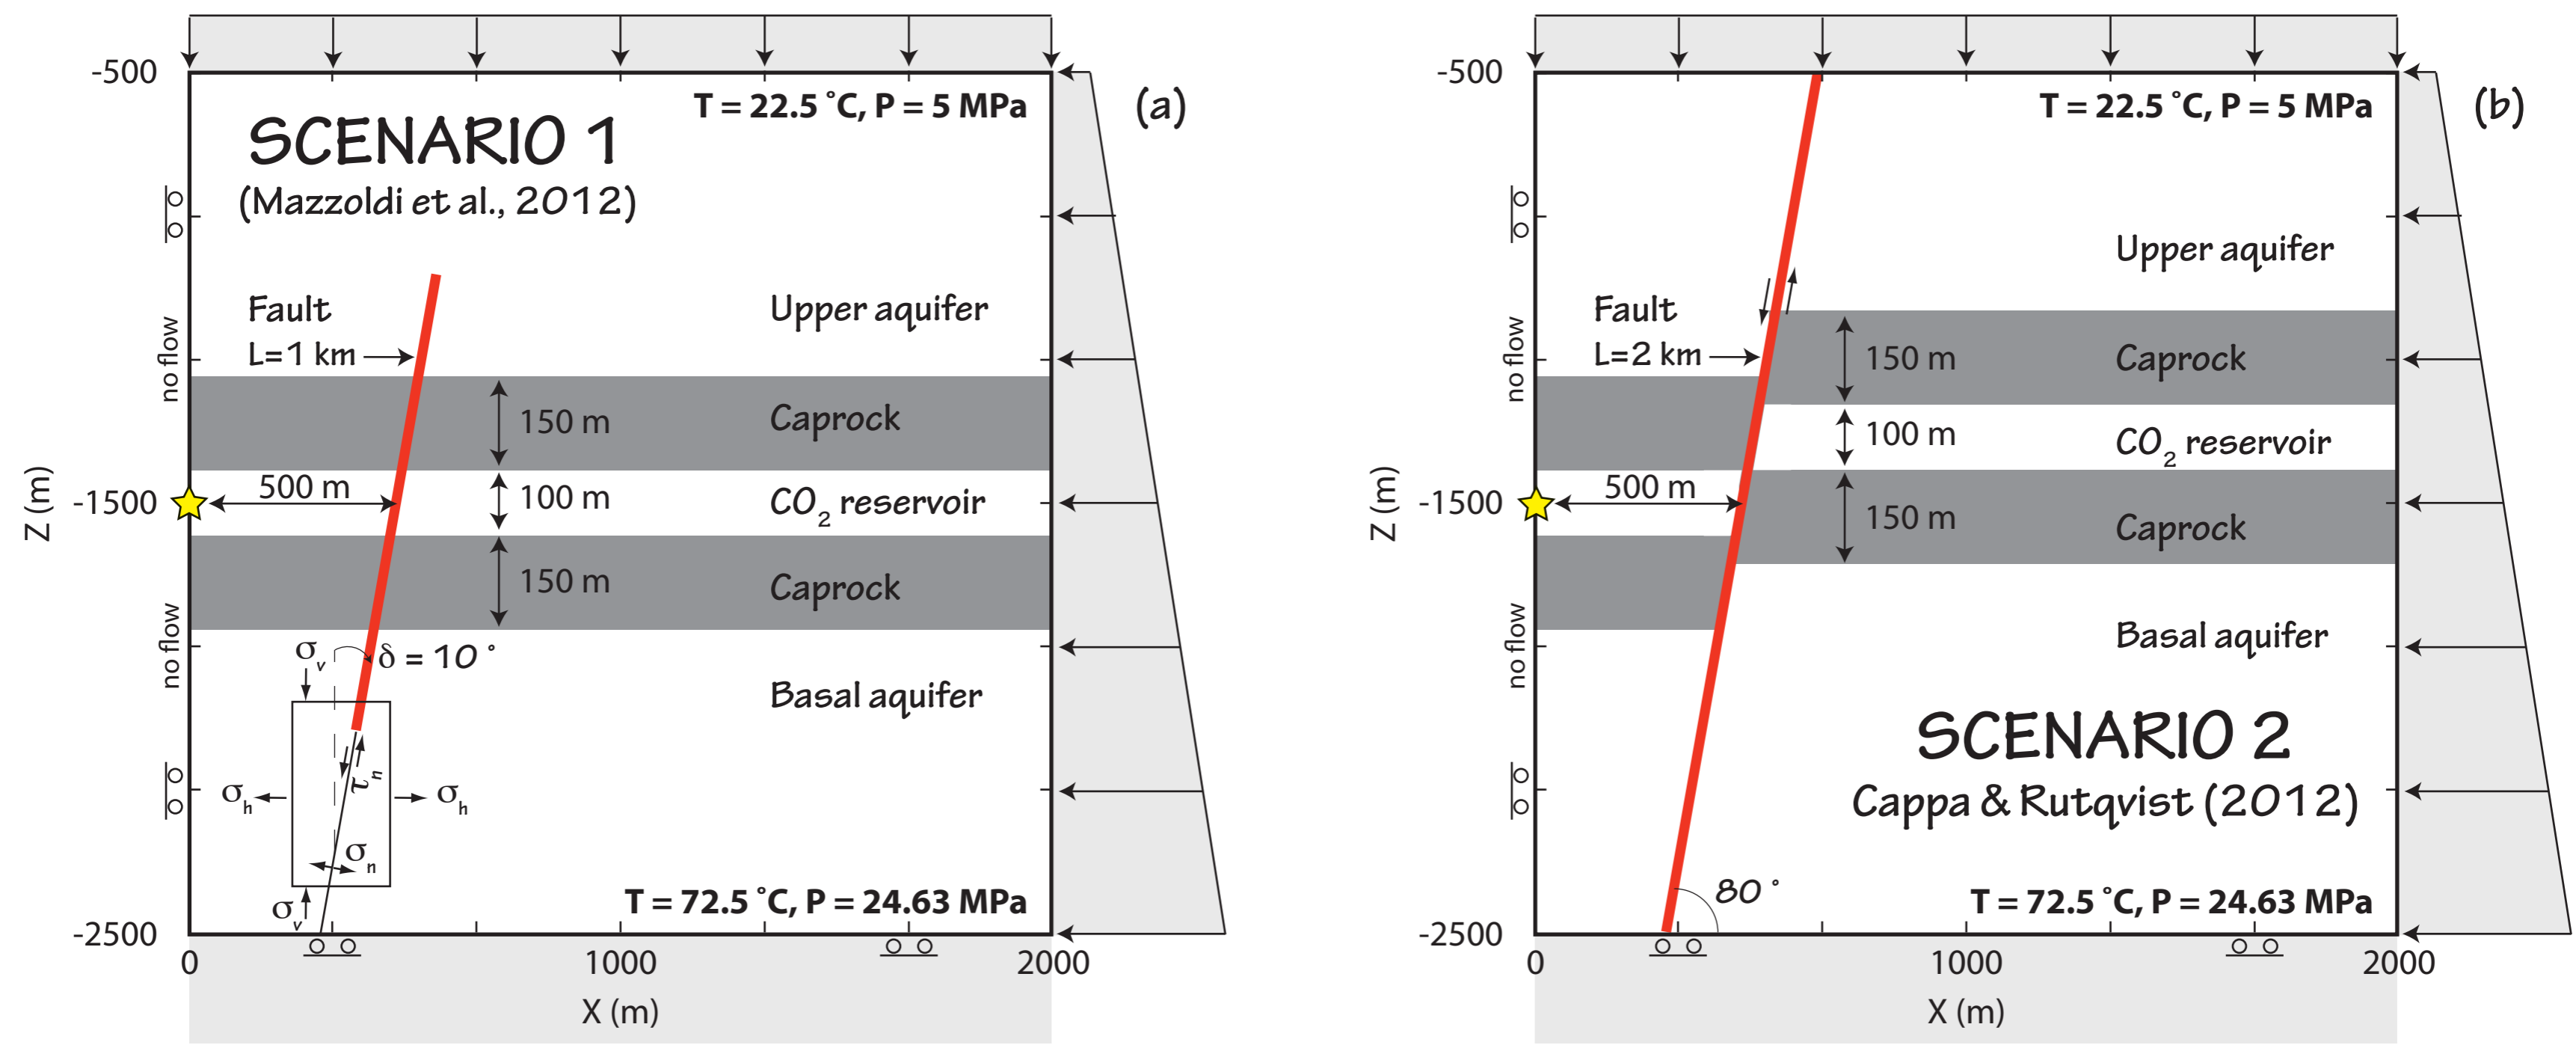 (a)
-500
T = 22.5 °C, P = 5 MPa
SCENARIO 1
(Mazzoldi et al., 2012)
Fault
L=1 km
Upper aquifer
no flow
150 m
Caprock
Z (m)
-1500
500 m
100 m
CO2 reservoir
150 m
Caprock
no flow
σv
δ = 10 °
Basal aquifer
τn
σh
σh
σn
σv
T = 72.5 °C, P = 24.63 MPa
-2500
0
1000
2000
X (m)
(b)
-500
T = 22.5 °C, P = 5 MPa
Upper aquifer
Fault
L=2 km
no flow
150 m
Caprock
100 m
CO2 reservoir
Z (m)
-1500
500 m
150 m
Caprock
no flow
Basal aquifer
SCENARIO 2
Cappa & Rutqvist (2012)
80 °
T = 72.5 °C, P = 24.63 MPa
-2500
0
1000
2000
X (m)